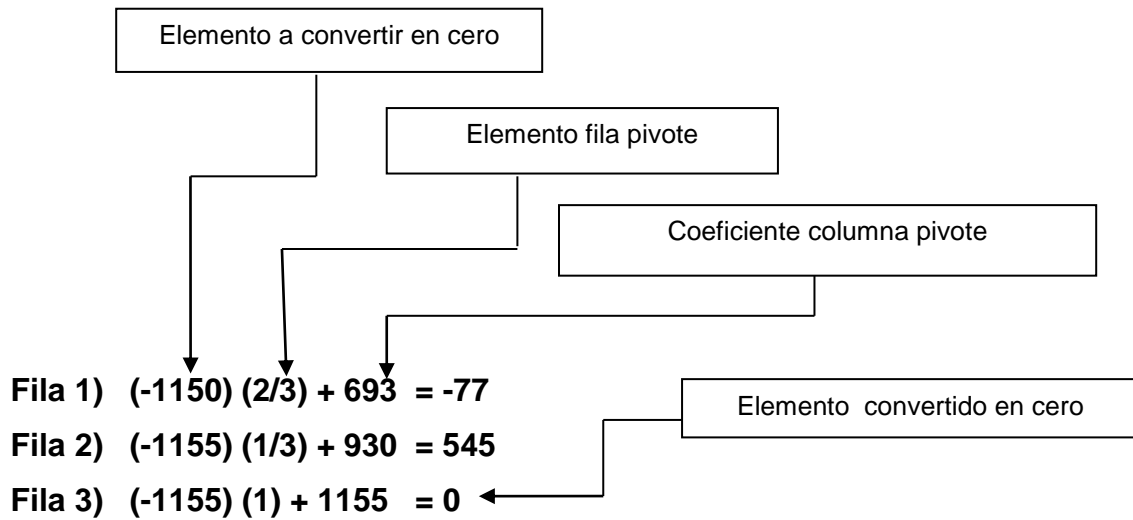 Elemento a convertir en cero
Elemento fila pivote
Coeficiente columna pivote
Fila 1) (-1150) (2/3) + 693 = -77
Elemento convertido en cero
Fila 2) (-1155) (1/3) + 930 = 545
Fila 3) (-1155) (1) + 1155 = 0